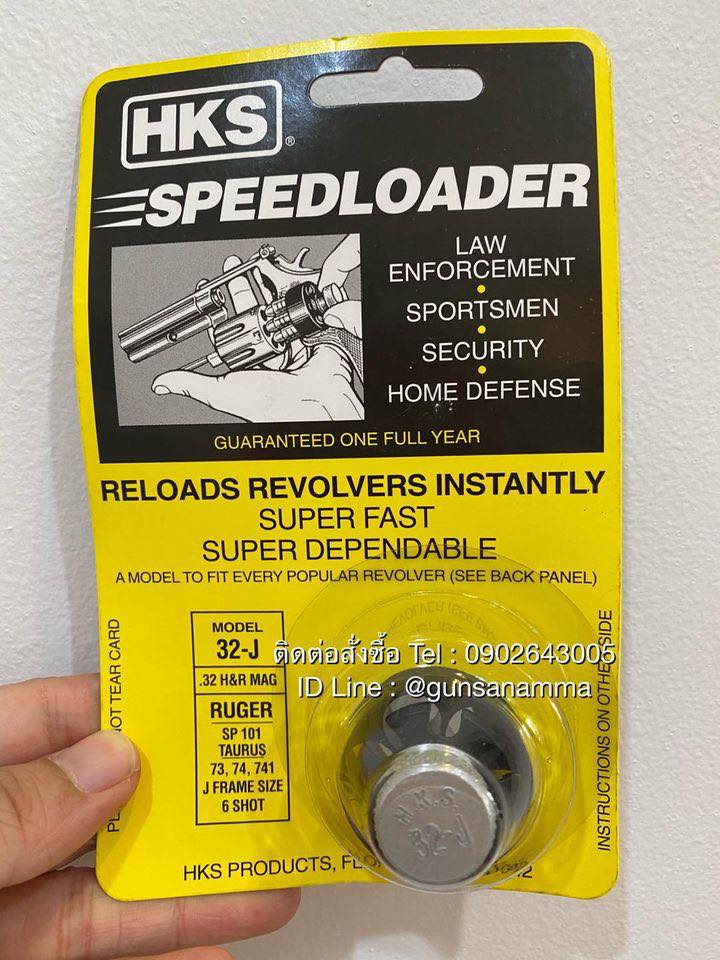 HKS®
SPEEDLOADER
LAW
ENFORCEMENT
•
SPORTSMEN
•
SECURITY
•
HOME DEFENSE
GUARANTEED ONE FULL YEAR
RELOADS REVOLVERS INSTANTLY
SUPER FAST
SUPER DEPENDABLE
A MODEL TO FIT EVERY POPULAR REVOLVER (SEE BACK PANEL)
MODEL
32-J
.32 H&R MAG
RUGER
SP 101
TAURUS
73, 74, 741
J FRAME SIZE
6 SHOT
ติดต่อสั่งซื้อ Tel : 0902643005
ID Line : @gunsanamma
H.K.S.
32-J
TEAR CARD
INSTRUCTIONS ON OTHER SIDE
HKS PRODUCTS,